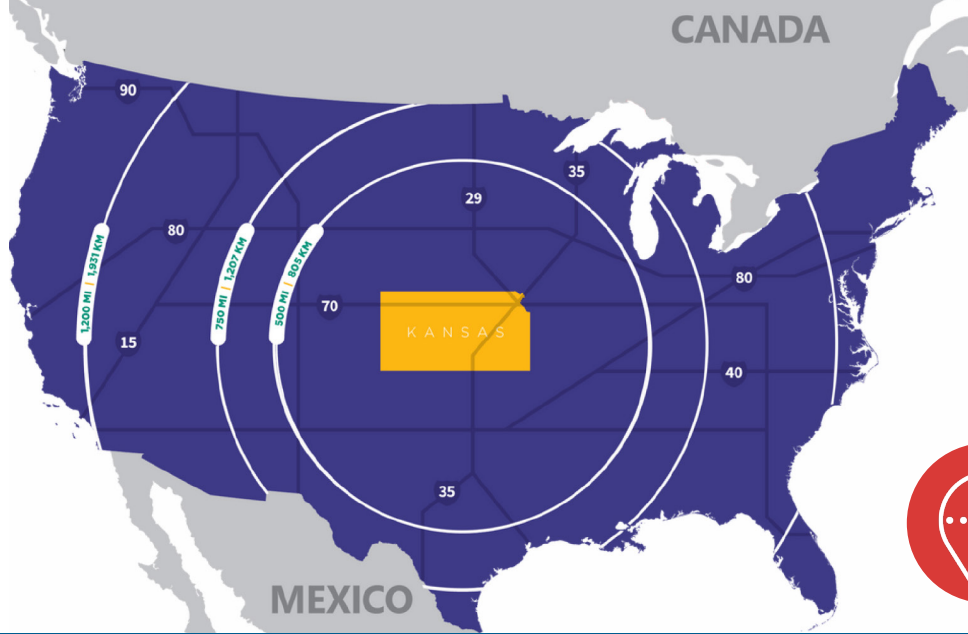 CANADA
90
35
29
80
1,200 MI | 1,931 KM
750 MI | 1,207 KM
500 MI | 805 KM
80
70
KANSAS
15
40
35
MEXICO